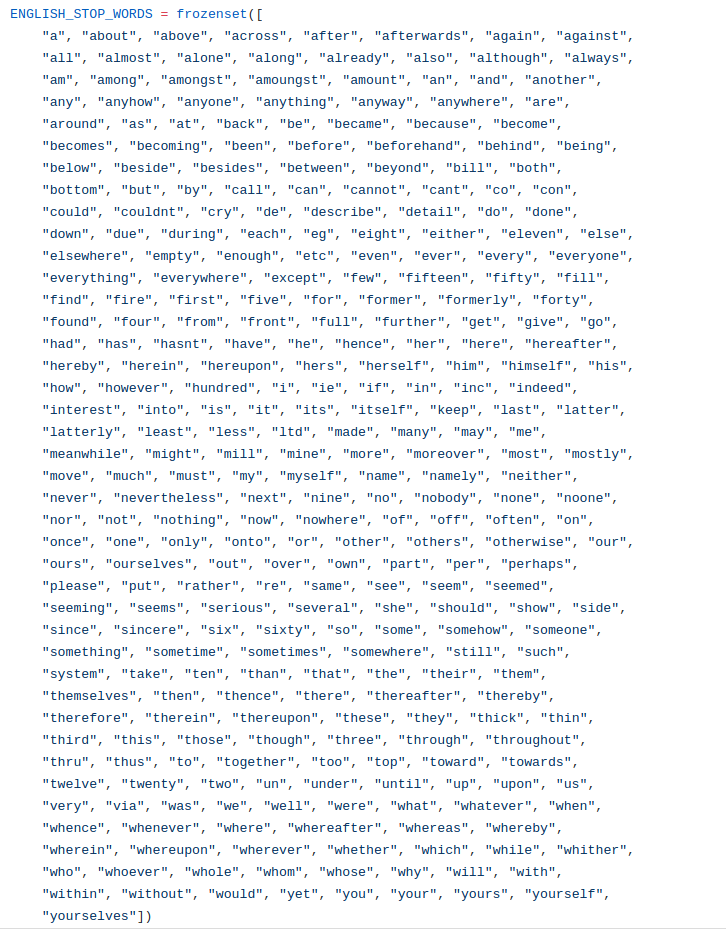 ENGLISH_STOP_WORDS = frozenset([
    "a", "about", "above", "across", "after", "afterwards", "again", "against",
    "all", "almost", "alone", "along", "already", "also", "although", "always",
    "am", "among", "amongst", "amoungst", "amount", "an", "and", "another",
    "any", "anyhow", "anyone", "anything", "anyway", "anywhere", "are",
    "around", "as", "at", "back", "be", "became", "because", "become",
    "becomes", "becoming", "been", "before", "beforehand", "behind", "being",
    "below", "beside", "besides", "between", "beyond", "bill", "both",
    "bottom", "but", "by", "call", "can", "cannot", "cant", "co", "con",
    "could", "couldnt", "cry", "de", "describe", "detail", "do", "done",
    "down", "due", "during", "each", "eg", "eight", "either", "eleven", "else",
    "elsewhere", "empty", "enough", "etc", "even", "ever", "every", "everyone",
    "everything", "everywhere", "except", "few", "fifteen", "fifty", "fill",
    "find", "fire", "first", "five", "for", "former", "formerly", "forty",
    "found", "four", "from", "front", "full", "further", "get", "give", "go",
    "had", "has", "hasnt", "have", "he", "hence", "her", "here", "hereafter",
    "hereby", "herein", "hereupon", "hers", "herself", "him", "himself", "his",
    "how", "however", "hundred", "i", "ie", "if", "in", "inc", "indeed",
    "interest", "into", "is", "it", "its", "itself", "keep", "last", "latter",
    "latterly", "least", "less", "ltd", "made", "many", "may", "me",
    "meanwhile", "might", "mill", "mine", "more", "moreover", "most", "mostly",
    "move", "much", "must", "my", "myself", "name", "namely", "neither",
    "never", "nevertheless", "next", "nine", "no", "nobody", "none", "noone",
    "nor", "not", "nothing", "now", "nowhere", "of", "off", "often", "on",
    "once", "one", "only", "onto", "or", "other", "others", "otherwise", "our",
    "ours", "ourselves", "out", "over", "own", "part", "per", "perhaps",
    "please", "put", "rather", "re", "same", "see", "seem", "seemed",
    "seeming", "seems", "serious", "several", "she", "should", "show", "side",
    "since", "sincere", "six", "sixty", "so", "some", "somehow", "someone",
    "something", "sometime", "sometimes", "somewhere", "still", "such",
    "system", "take", "ten", "than", "that", "the", "their", "them",
    "themselves", "then", "thence", "there", "thereafter", "thereby",
    "therefore", "therein", "thereupon", "these", "they", "thick", "thin",
    "third", "this", "those", "though", "three", "through", "throughout",
    "thru", "thus", "to", "together", "too", "top", "toward", "towards",
    "twelve", "twenty", "two", "un", "under", "until", "up", "upon", "us",
    "very", "via", "was", "we", "well", "were", "what", "whatever", "when",
    "whence", "whenever", "where", "whereafter", "whereas", "whereby",
    "wherein", "whereupon", "wherever", "whether", "which", "while", "whither",
    "who", "whoever", "whole", "whom", "whose", "why", "will", "with",
    "within", "without", "would", "yet", "you", "your", "yours", "yourself",
    "yourselves"])